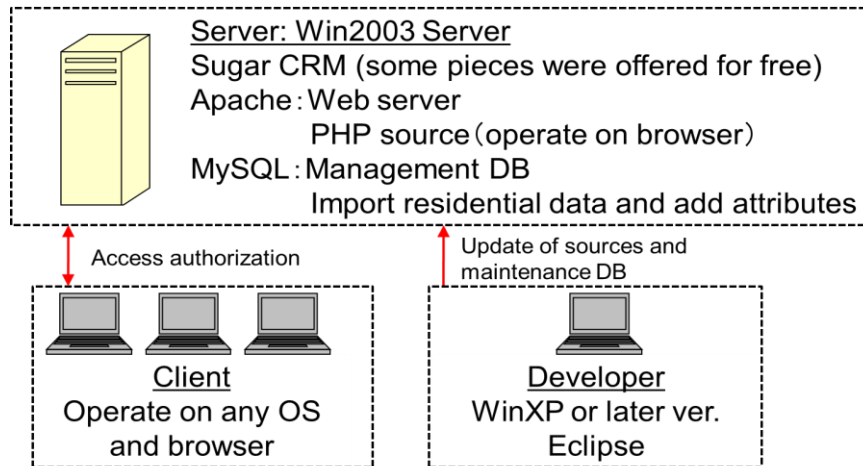 Server: Win2003 Server
Sugar CRM (some pieces were offered for free)
Apache：Web server
PHP source（operate on browser）
MySQL：Management DB
Import residential data and add attributes
Access authorization
Update of sources and
maintenance DB
Client
Operate on any OS
and browser
Developer
WinXP or later ver.
Eclipse